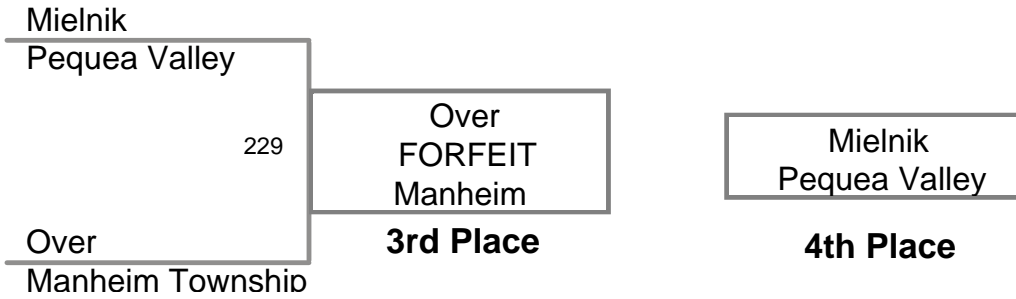 Mielnik
Pequea Valley
229
Over
FORFEIT
Manheim
3rd Place
Over
Manheim Township
Mielnik
Pequea Valley
4th Place